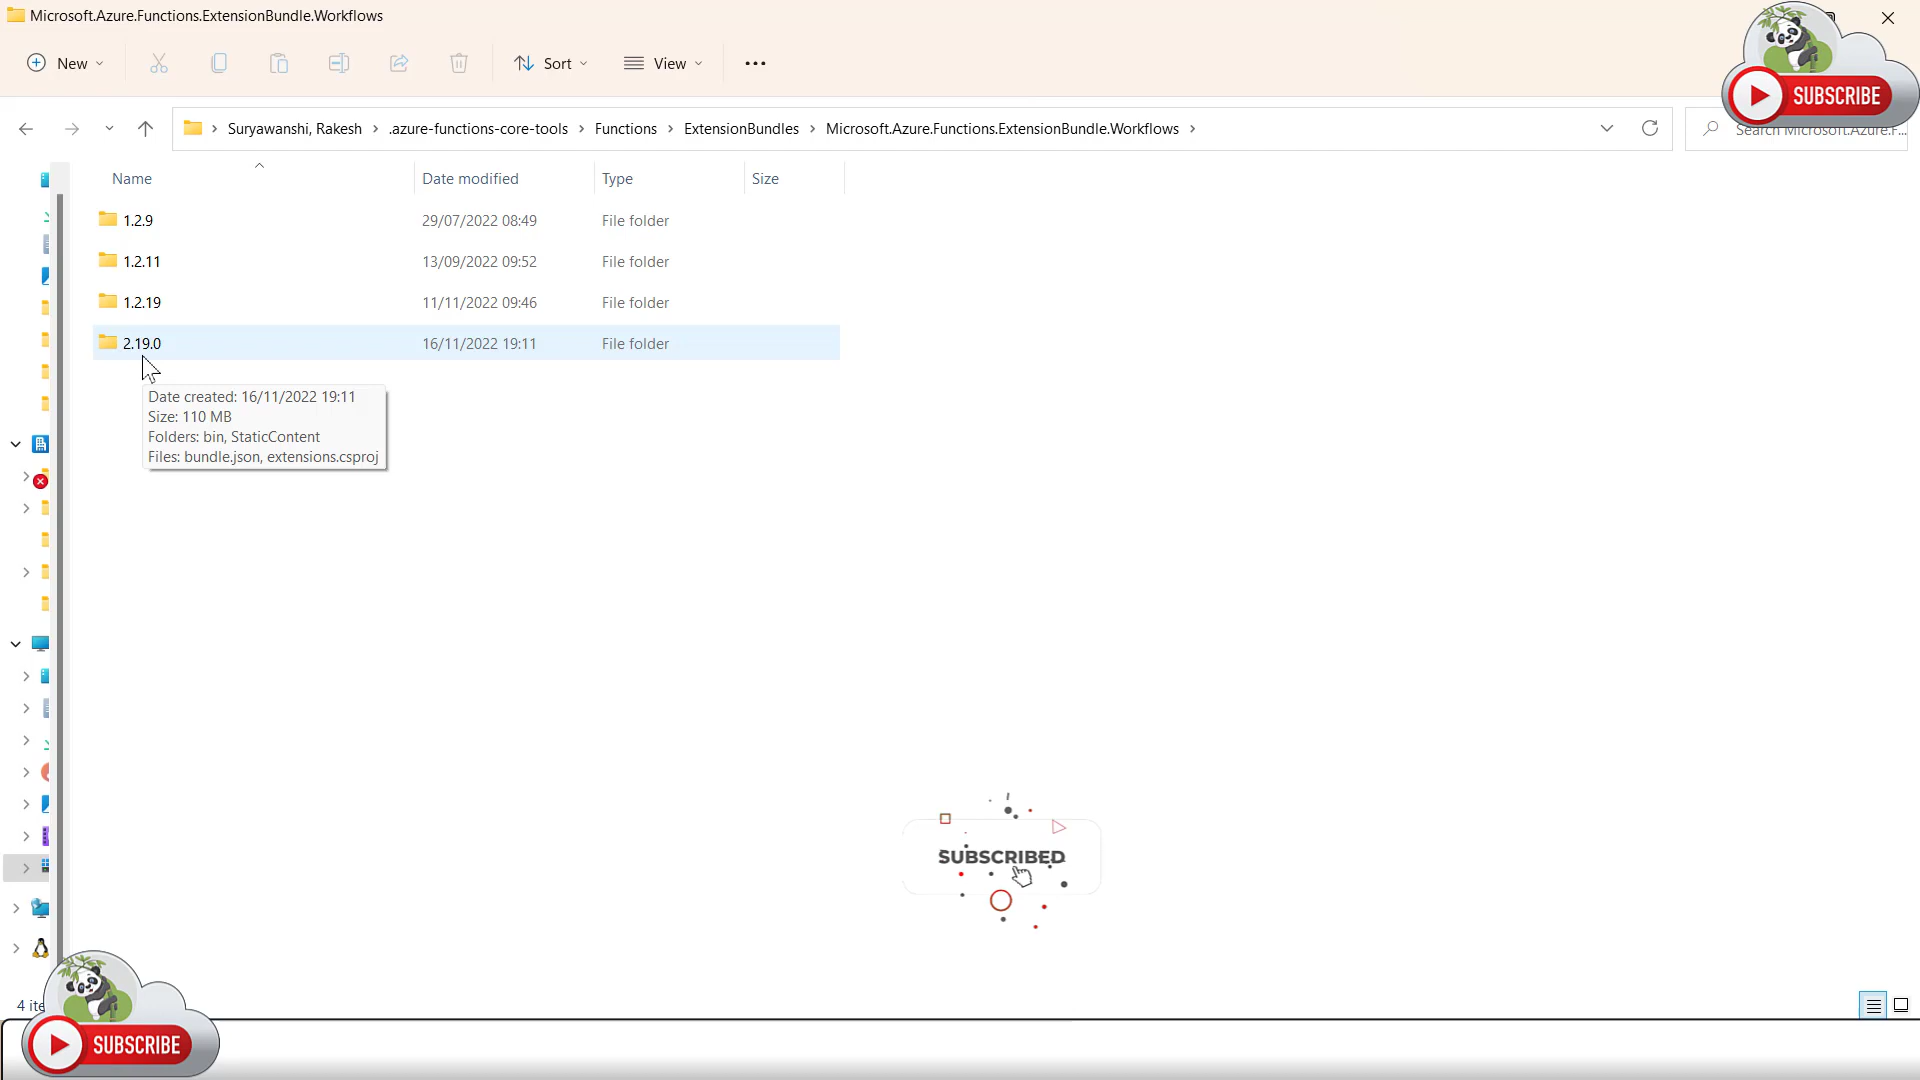 Microsoft.Azure.Functions.ExtensionBundle.Workflows
New
Sort
View
SUBSCRIBE
Suryawanshi, Rakesh > .azure-functions-core-tools > Functions > ExtensionBundles > Microsoft.Azure.Functions.ExtensionBundle.Workflows >
Search Microsoft.Azure.F...
Name Date modified Type Size
1.2.9 29/07/2022 08:49 File folder
1.2.11 13/09/2022 09:52 File folder
1.2.19 11/11/2022 09:46 File folder
2.19.0 16/11/2022 19:11 File folder
Date created: 16/11/2022 19:11
Size: 110 MB
Folders: bin, StaticContent
Files: bundle.json, extensions.csproj
SUBSCRIBED
4
SUBSCRIBE